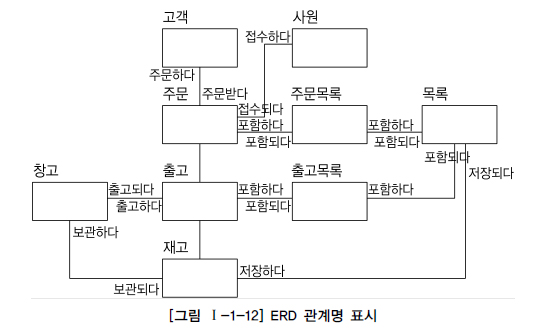 고객 사원
접수하다
주문하다
주문 주문받다 주문목록 목록
접수되다
포함하다 포함하다
포함되다 포함되다
포함되다
창고 출고 출고목록 저장되다
출고되다 포함하다 포함하다
출고하다 포함되다
보관하다
재고
저장하다
보관되다
[그림 Ⅰ-1-12] ERD 관계명 표시